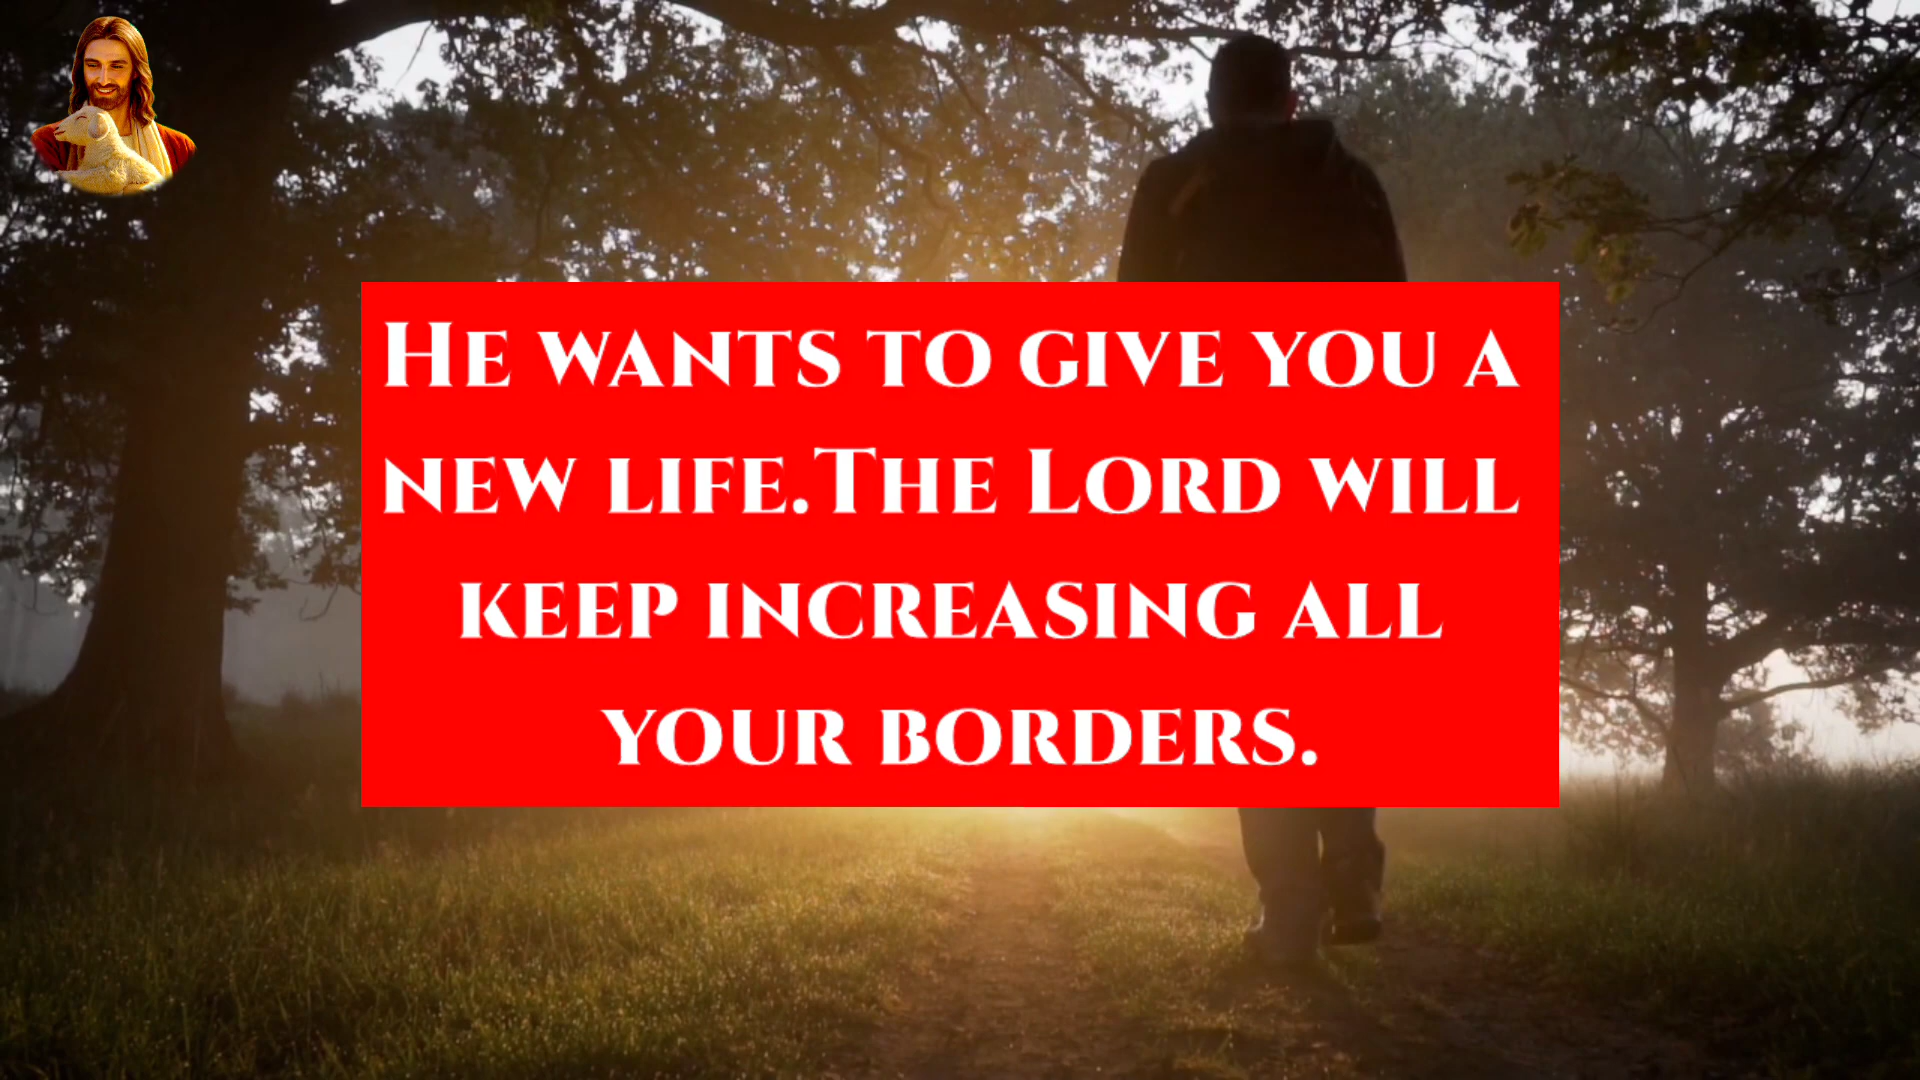 He wants to give you a
new life.The Lord will
keep increasing all
your borders.